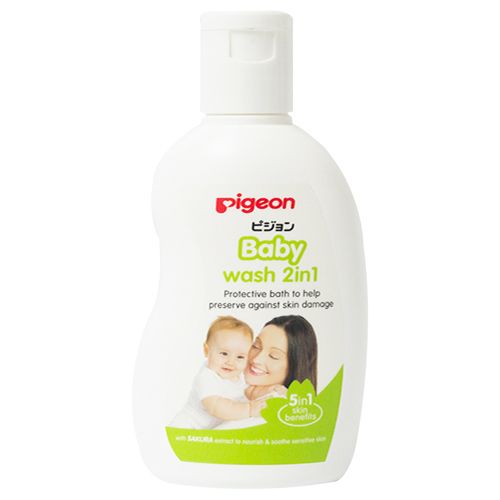 Pigeon
ピジョン
Baby
wash 2in1
Protective bath to help
preserve against skin damage
5in1
skin
benefits
with SAKURA extract to nourish & soothe sensitive skin